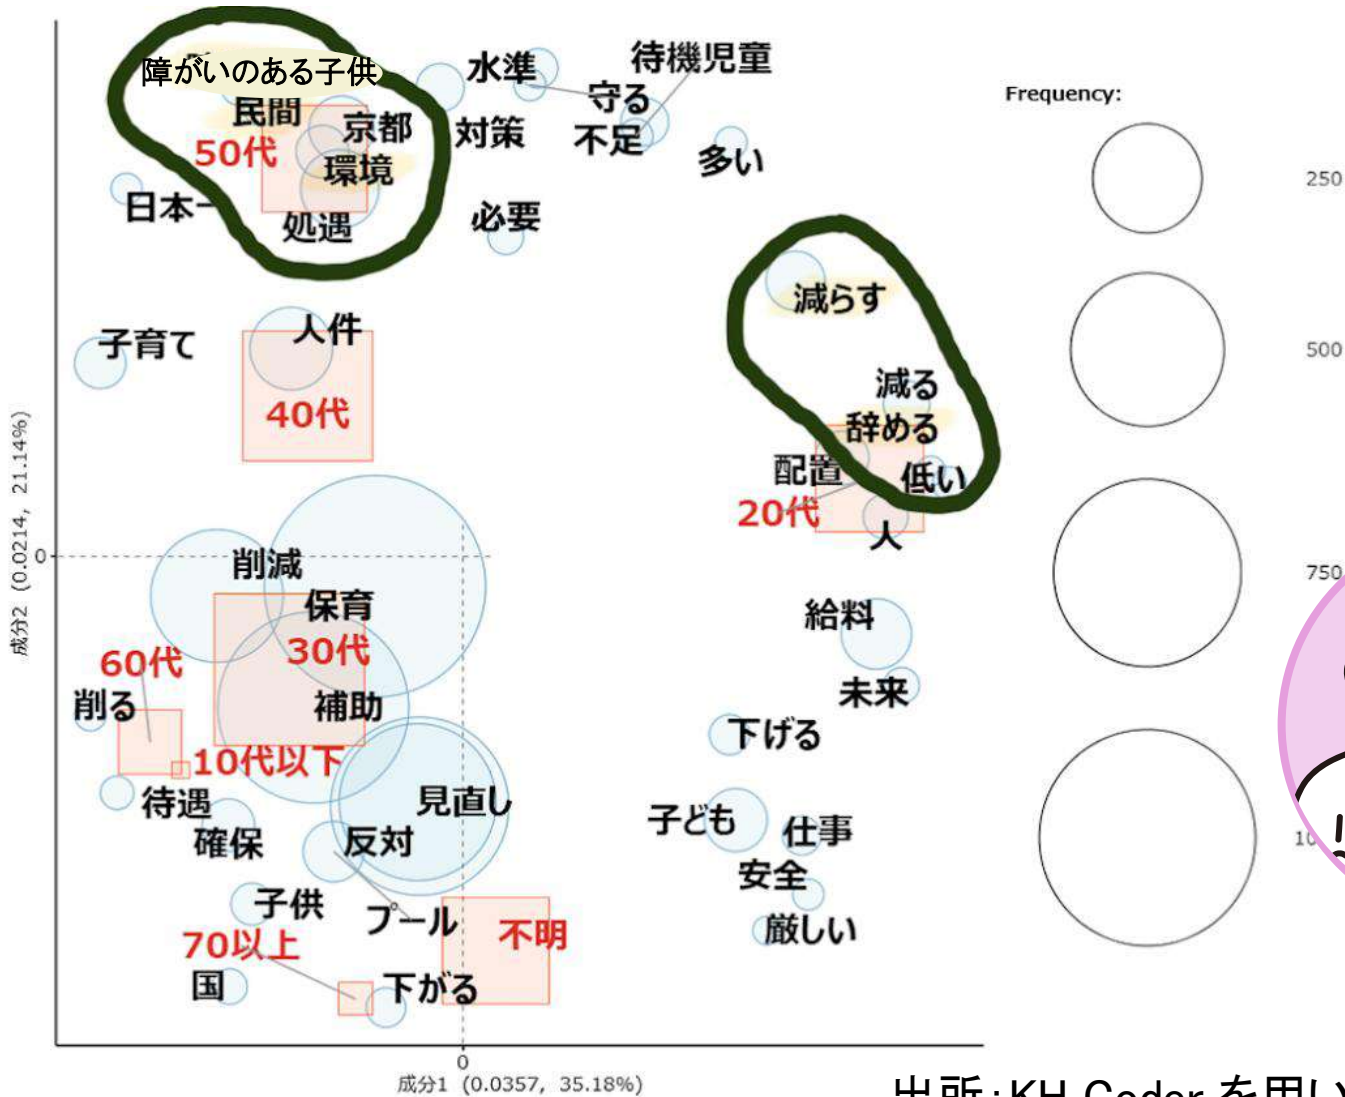 障がいのある子供
水準
待機児童
守る
民間
京都
対策
不足
多い
50代
環境
日本一
処遇
必要
減らす
子育て
人件
減る
40代
辞める
配置
低い
20代
人
削減
保育
30代
給料
60代
未来
削る
補助
下げる
10代以下
待遇
見直し
子ども
仕事
確保
反対
安全
子供
プール
不明
厳しい
70以上
国
下がる
0
0
成分2 (0.0214, 21.14%)
成分1 (0.0357, 35.18%)
Frequency:
250
500
750